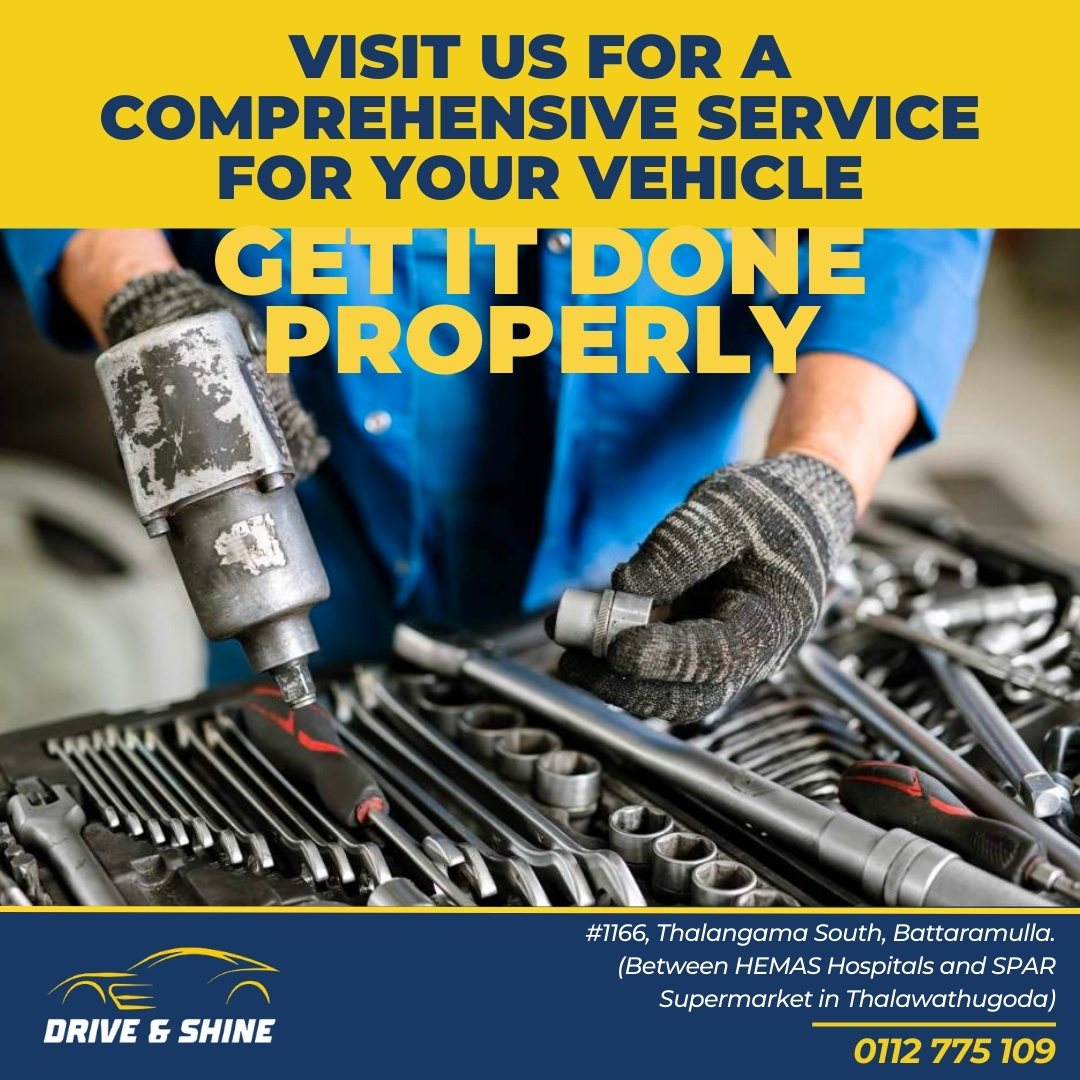 VISIT US FOR A
COMPREHENSIVE SERVICE
FOR YOUR VEHICLE
GET IT DONE
PROPERLY
#1166, Thalangama South, Battaramulla.
(Between HEMAS Hospitals and SPAR
Supermarket in Thalawathugoda)
DRIVE & SHINE
0112 775 109